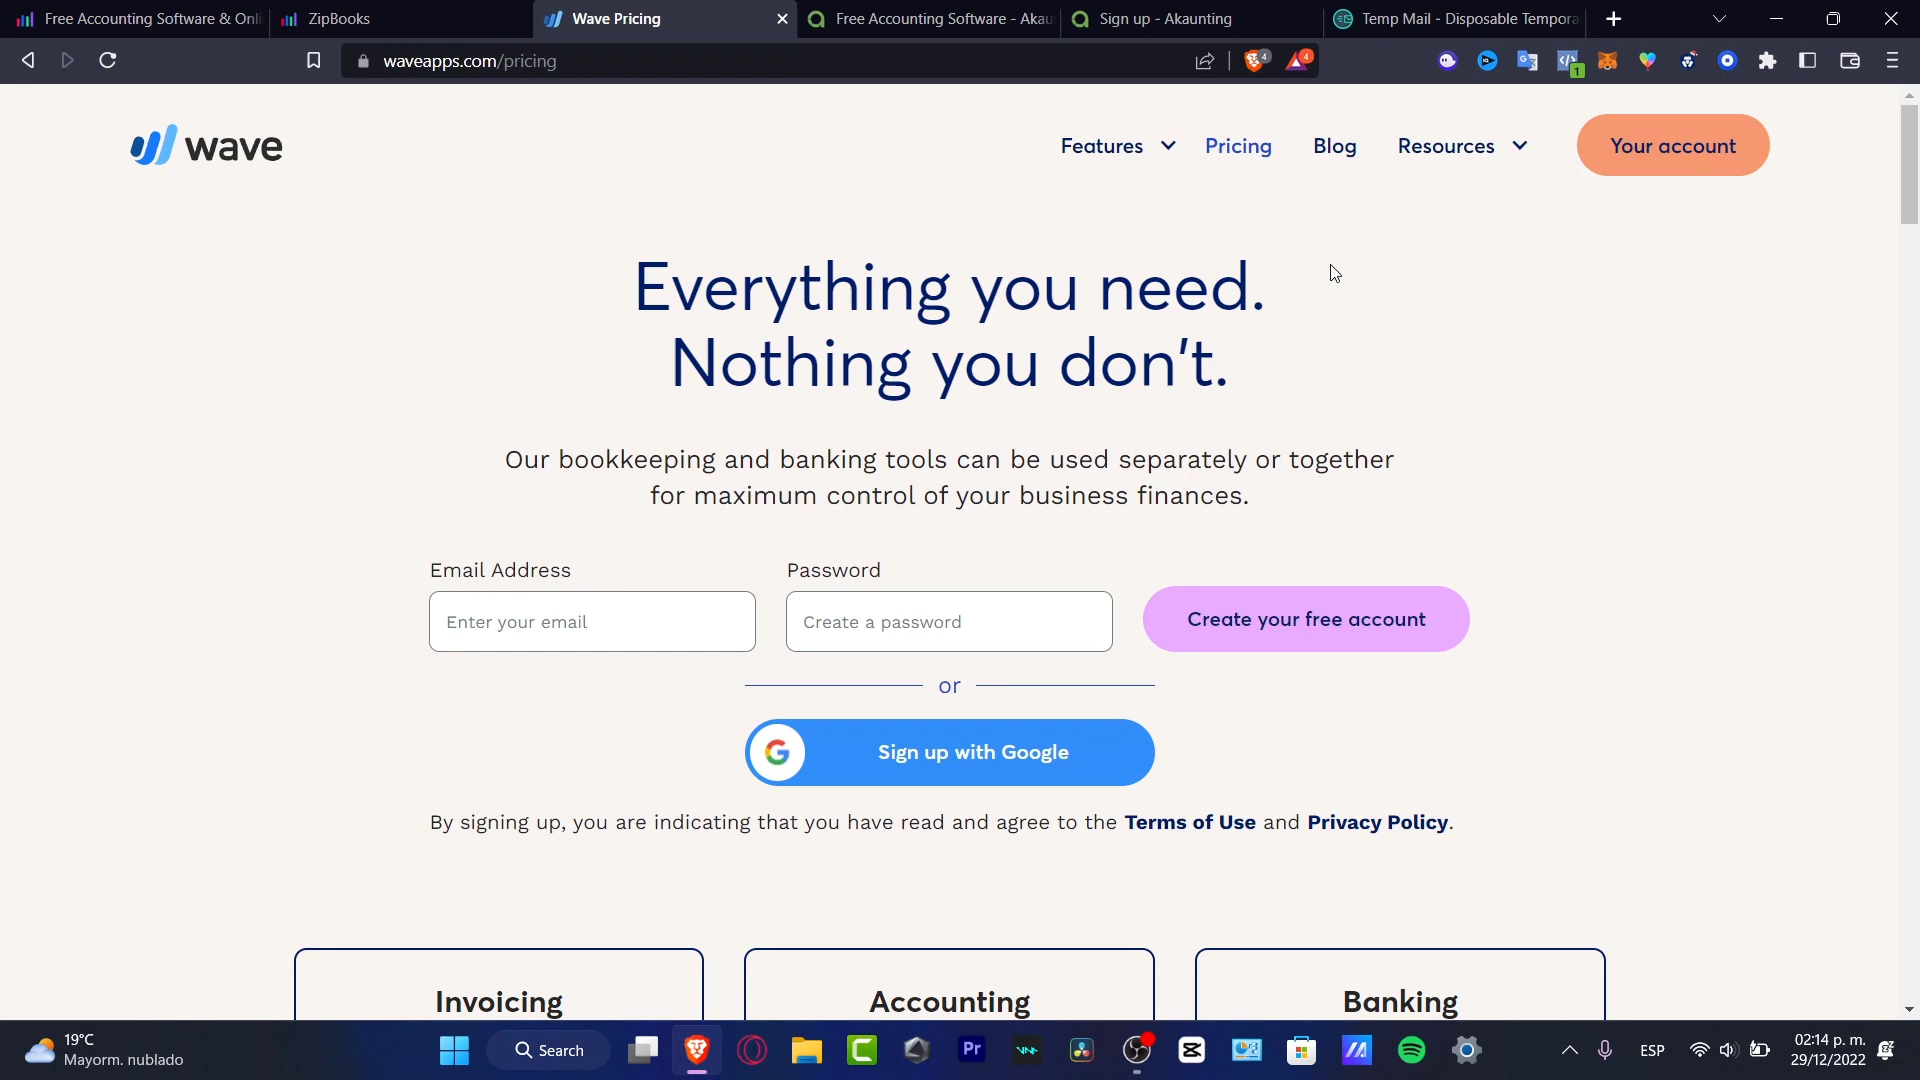 Free Accounting Software & Onli
ZipBooks
Wave Pricing
Free Accounting Software - Akau
Sign up - Akaunting
Temp Mail - Disposable Tempora
waveapps.com/pricing
4
4
1
wave
Features
Pricing
Blog
Resources
Your account
Everything you need.
Nothing you don't.
Our bookkeeping and banking tools can be used separately or together
for maximum control of your business finances.
Email Address
Password
Enter your email
Create a password
Create your free account
or
Sign up with Google
By signing up, you are indicating that you have read and agree to the Terms of Use and Privacy Policy.
Invoicing
Accounting
Banking
19°C
Mayorm. nublado
Search
Pr
ESP
02:14 p. m.
29/12/2022